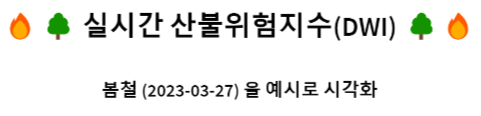 🔥 🌳 실시간 산불위험지수(DWI) 🌳 🔥
봄철 (2023-03-27) 을 예시로 시각화